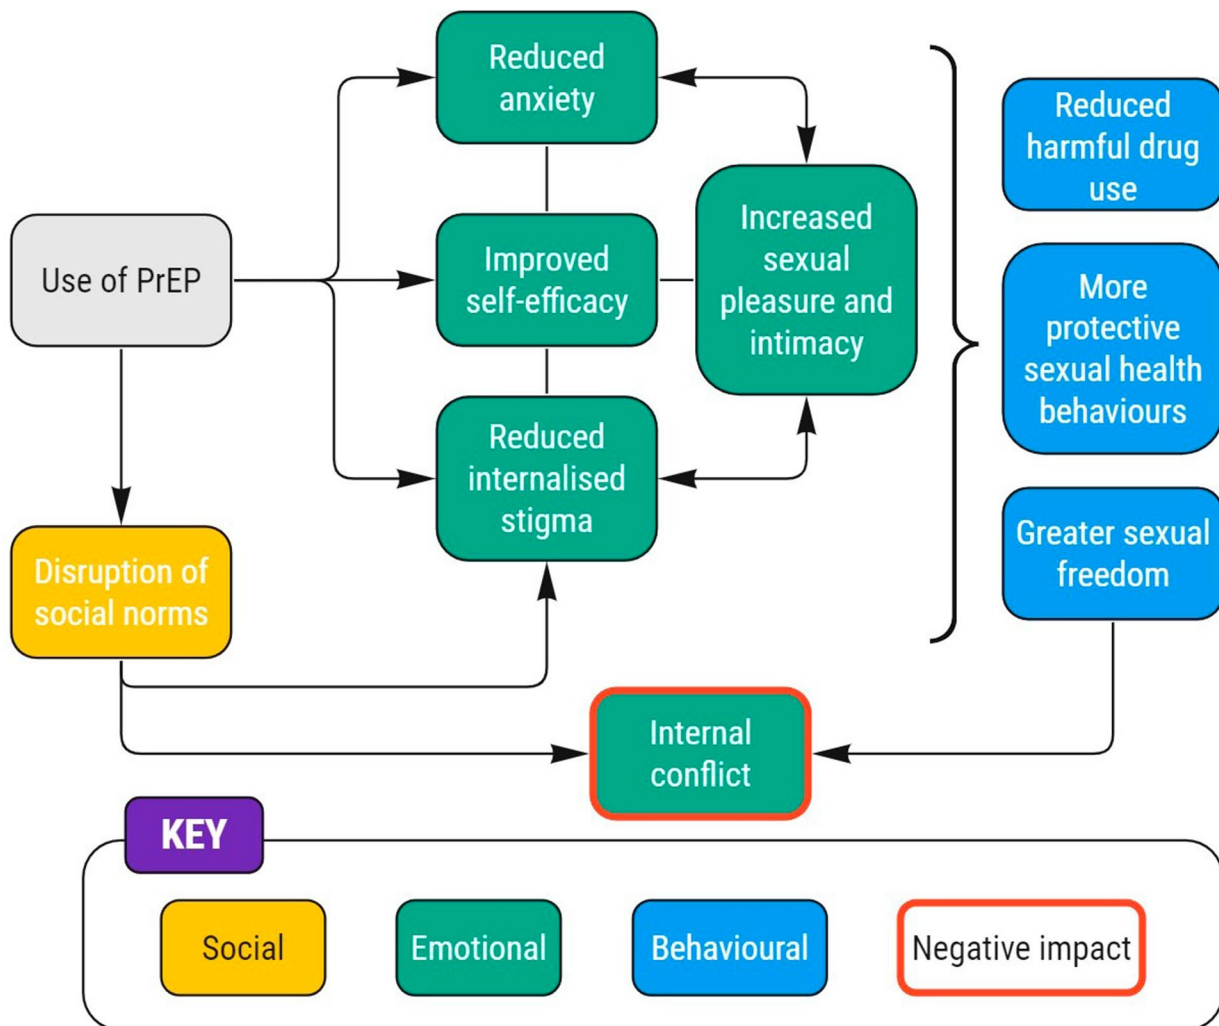 Reduced
anxiety
Reduced
harmful drug
use
Use of PrEP
Improved
self-efficacy
Increased
sexual
pleasure and
intimacy
More
protective
sexual health
behaviours
Reduced
internalised
stigma
Disruption of
social norms
Greater sexual
freedom
Internal
conflict
KEY
Social
Emotional
Behavioural
Negative impact